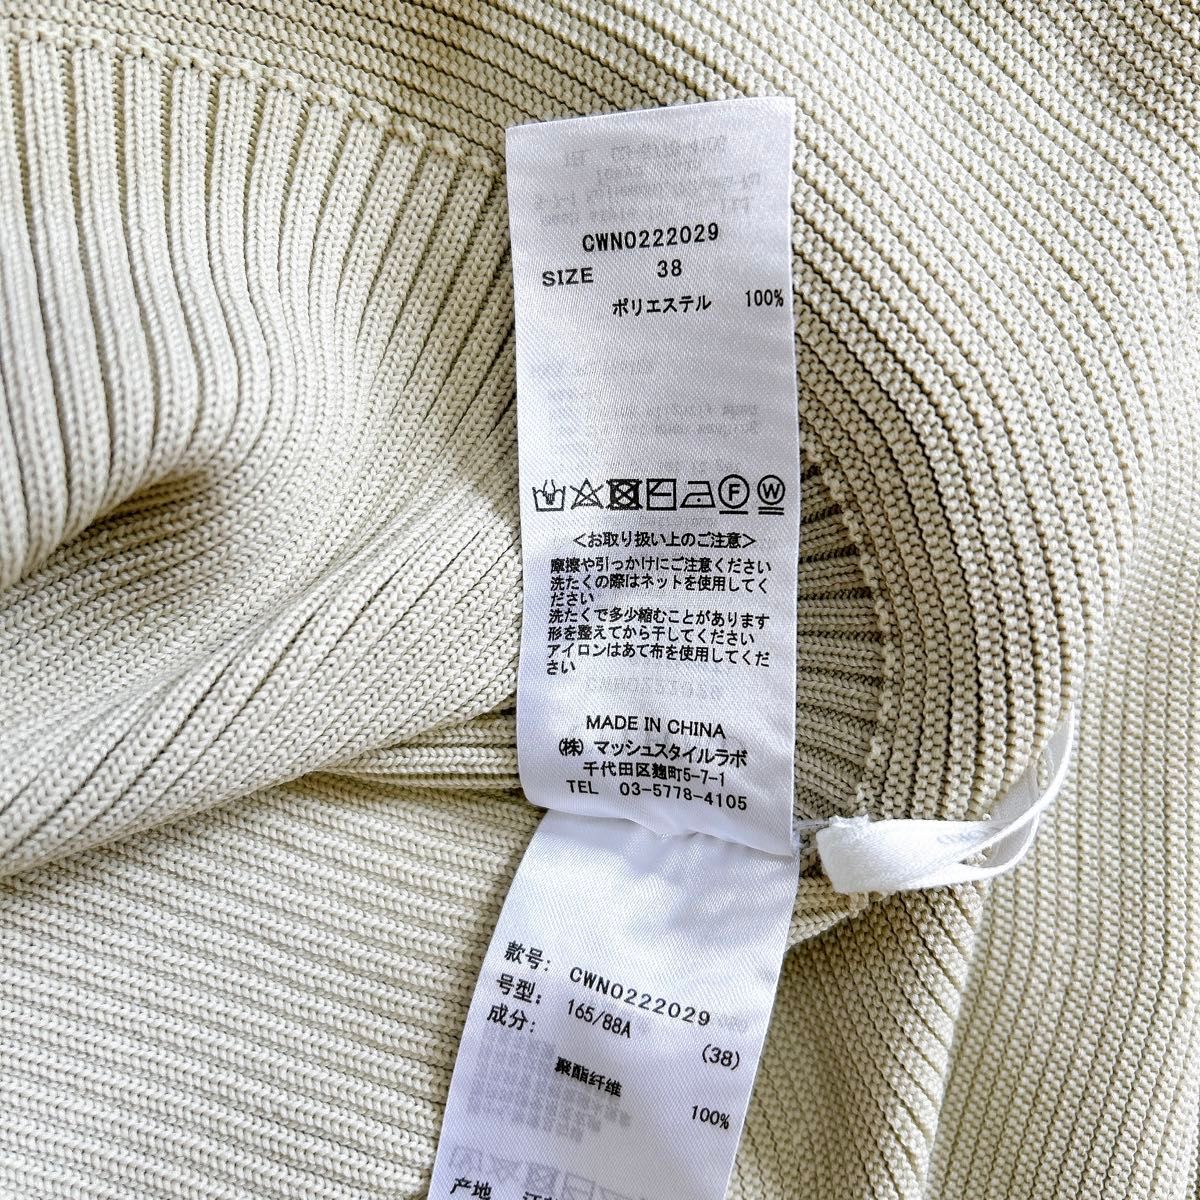 CWN0222029
SIZE 38
ポリエステル 100%
F W
<お取り扱い上のご注意>
摩擦や引っかけにご注意ください
洗たくの際はネットを使用してく
ださい
洗たくで多少縮むことがあります
形を整えてから干してください
アイロンはあて布を使用してくだ
さい
MADE IN CHINA
(株) マッシュスタイルラボ
千代田区麹町5-7-1
TEL 03-5778-4105
款号: CWN0222029
号型: 165/88A (38)
成分:
聚酯纤维 100%
产地